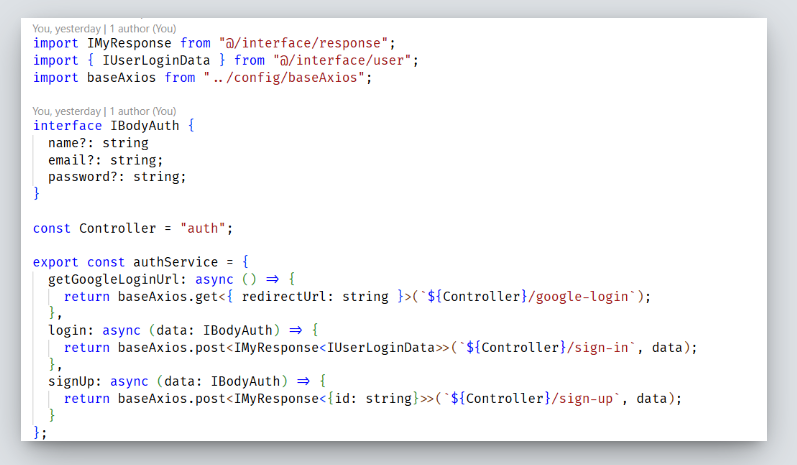 You, yesterday | 1 author (You)
import IMyResponse from "@/interface/response";
import { IUserLoginData } from "@/interface/user";
import baseAxios from "../config/baseAxios";
You, yesterday | 1 author (You)
interface IBodyAuth {
  name?: string
  email?: string;
  password?: string;
}
const Controller = "auth";
export const authService = {
  getGoogleLoginUrl: async () => {
    return baseAxios.get<{ redirectUrl: string }>(`${Controller}/google-login`);
  },
  login: async (data: IBodyAuth) => {
    return baseAxios.post<IMyResponse<IUserLoginData>>(`${Controller}/sign-in`, data);
  },
  signUp: async (data: IBodyAuth) => {
    return baseAxios.post<IMyResponse<{id: string}>>(`${Controller}/sign-up`, data);
  }
};